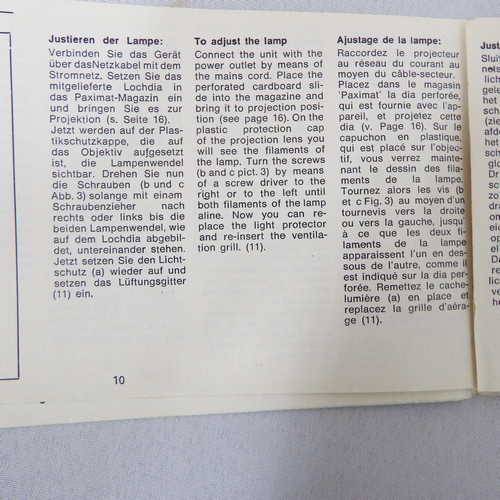 Justieren der Lampe:
Verbinden Sie das Gerät
über dasNetzkabel mit dem
Stromnetz. Setzen Sie das
mitgelieferte Lochdia in
das Paximat-Magazin ein
und bringen Sie es zur
Projektion (s. Seite 16).
Jetzt werden auf der Plas-
tikschutzkappe, die auf
das Objektiv aufgesetzt
ist, die Lampenwendel
sichtbar. Drehen Sie nun
die Schrauben (b und c
Abb. 3) solange mit einem
Schraubenzieher nach
rechts oder links bis die
beiden Lampenwendel, wie
auf dem Lochdia abgebil-
det, untereinander stehen.
Jetzt setzen Sie den Licht-
schutz (a) wieder auf und
setzen das Lüftungsgitter
(11) ein.
To adjust the lamp
Connect the unit with the
power outlet by means of
the mains cord. Place the
perforated cardboard sli-
de into the magazine and
bring it to projection posi-
tion (see page 16). On the
plastic protection cap
of the projection lens you
will see the filaments of
the lamp. Turn the screws
(b and c pict. 3) by means
of a screw driver to the
right or to the left until
both filaments of the lamp
aline. Now you can re-
place the light protector
and re-insert the ventila-
tion grill. (11).
Ajustage de la lampe:
Raccordez le projecteur
au réseau du courant au
moyen du câble-secteur.
Placez dans le magasin
'Paximat' la dia perforée,
qui est fournie avec l'ap-
pareil, et projetez cette
dia (v. Page 16). Sur le
capuchon en plastique,
qui est placé sur l'objec-
tif, vous verrez mainte-
nant le dessin des fila-
ments de la lampe.
Tournez alors les vis (b
et c Fig. 3) au moyen d'un
tournevis vers la droite
ou vers la gauche, jusqu'
à ce que les deux fi-
laments de la lampe
apparaissent l'un en des-
sous de l'autre, comme il
est indiqué sur la dia per-
forée. Remettez le cache-
lumière (a) en place et
replacez la grille d'aéra-
ge (11).
10